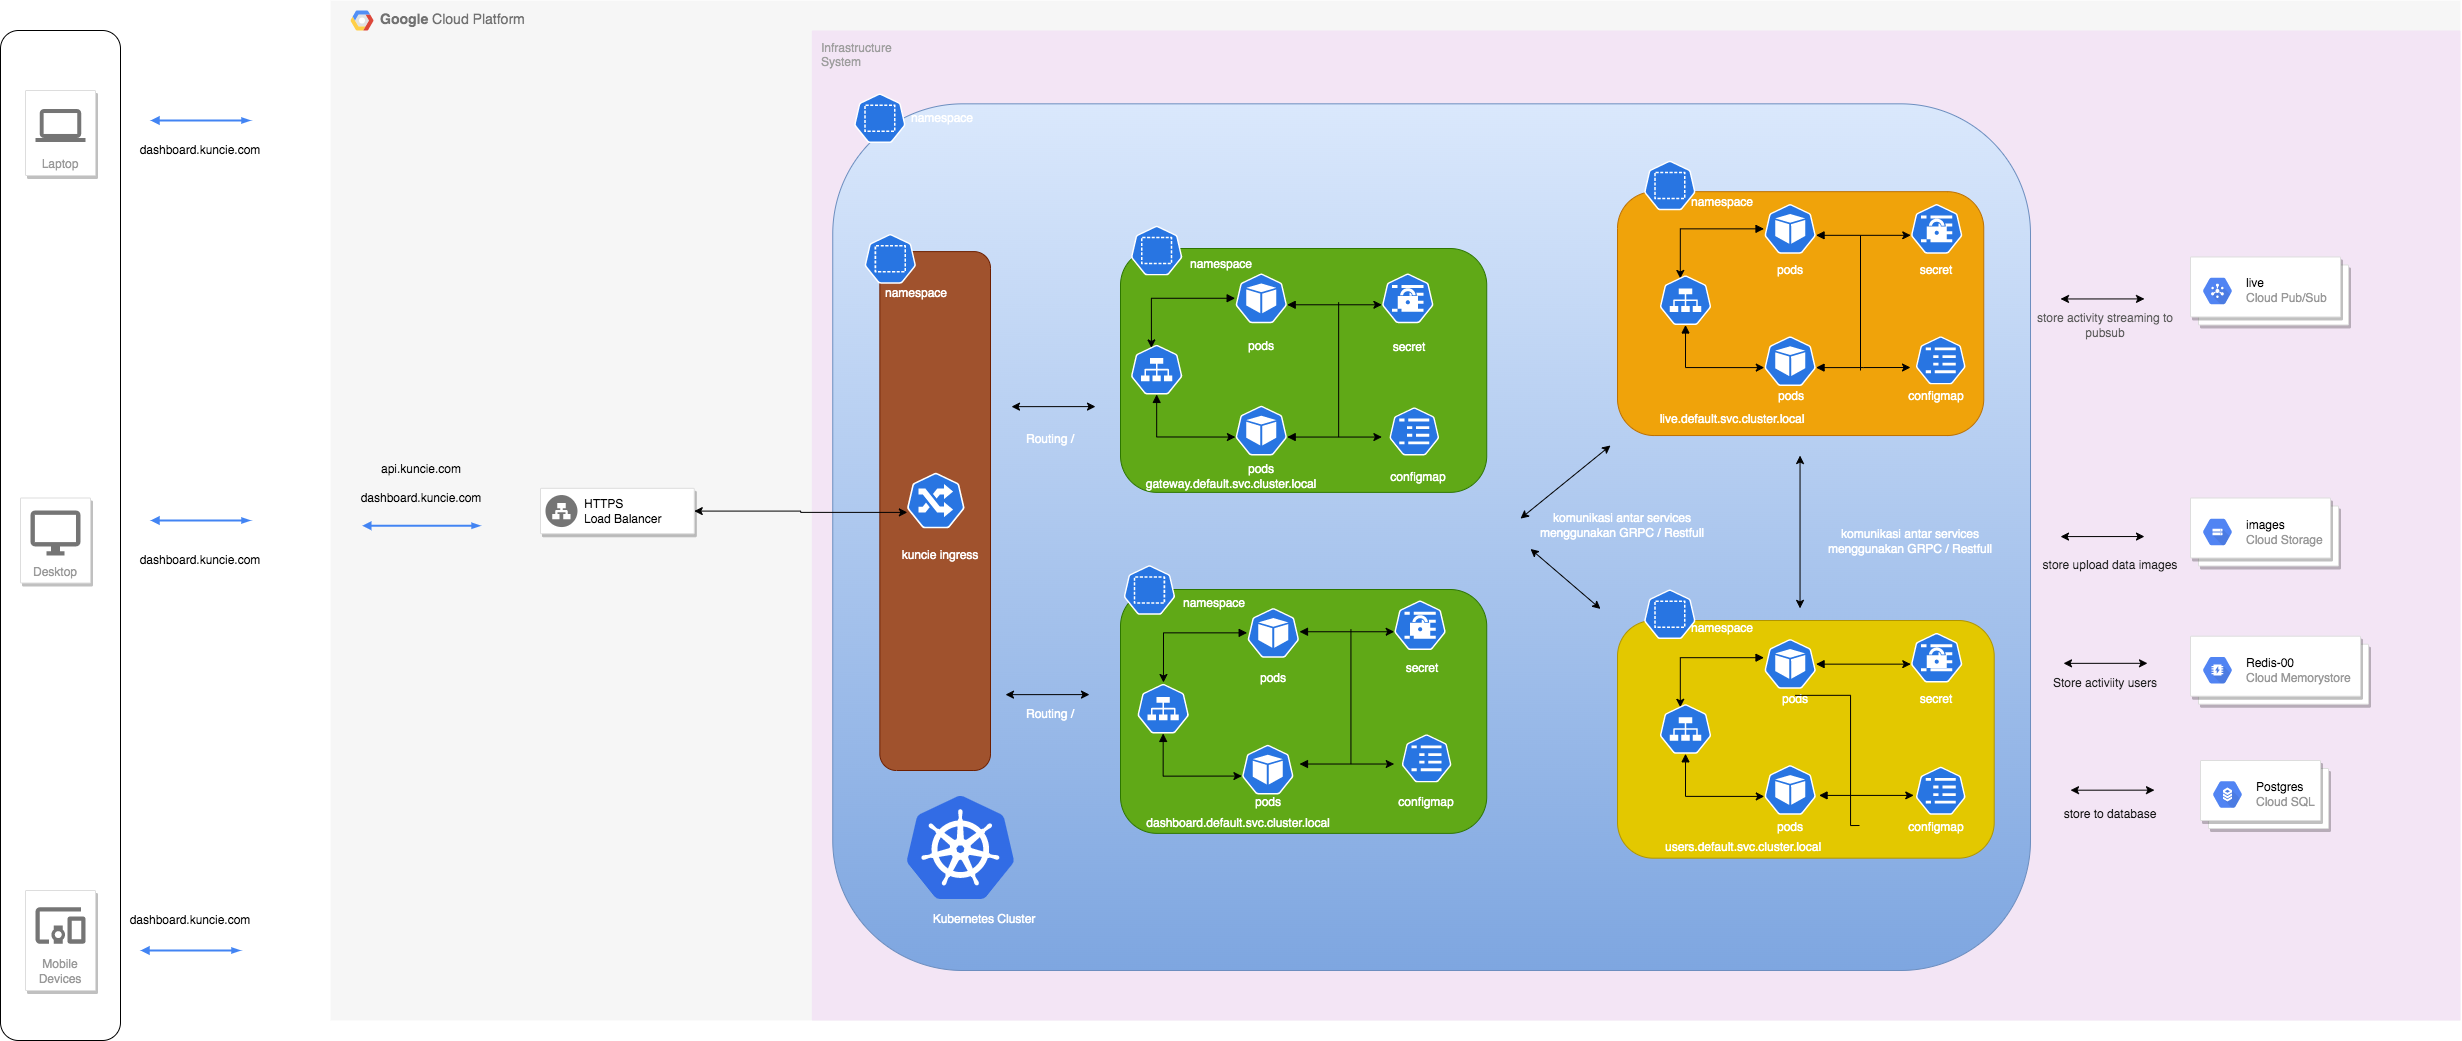 Google Cloud Platform
Infrastructure
System
Laptop
dashboard.kuncie.com
Desktop
dashboard.kuncie.com
Mobile
Devices
dashboard.kuncie.com
api.kuncie.com
dashboard.kuncie.com
HTTPS
Load Balancer
namespace
namespace
kuncie ingress
Kubernetes Cluster
Routing /
Routing /
namespace
pods
secret
pods
configmap
gateway.default.svc.cluster.local
namespace
pods
secret
pods
configmap
dashboard.default.svc.cluster.local
komunikasi antar services
menggunakan GRPC / Restfull
komunikasi antar services
menggunakan GRPC / Restfull
namespace
pods
secret
pods
configmap
live.default.svc.cluster.local
namespace
pods
secret
pods
configmap
users.default.svc.cluster.local
store activity streaming to
pubsub
live
Cloud Pub/Sub
store upload data images
images
Cloud Storage
Store activiity users
Redis-00
Cloud Memorystore
store to database
Postgres
Cloud SQL